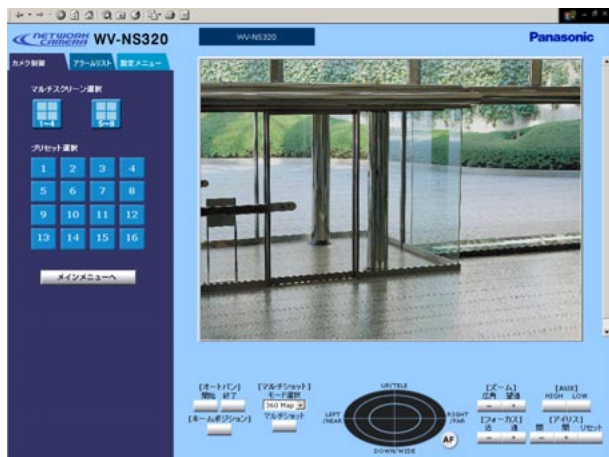 NETWORK CAMERA WV-NS320
WV-NS320
Panasonic
カメラ制御
アラームリスト
設定メニュー
マルチスクリーン選択
1~4
5~8
プリセット選択
1 2 3 4
5 6 7 8
9 10 11 12
13 14 15 16
メインメニューへ
[オートパン]
開始 終了
[ホームポジション]
[マルチショット]
モード選択
360 Map
マルチショット
UP/TELE
LEFT/NEAR
RIGHT/FAR
DOWN/WIDE
AF
[ズーム]
広角 望遠
- +
[AUX]
HIGH LOW
[フォーカス]
近 遠
- +
[アイリス]
リセット
- +